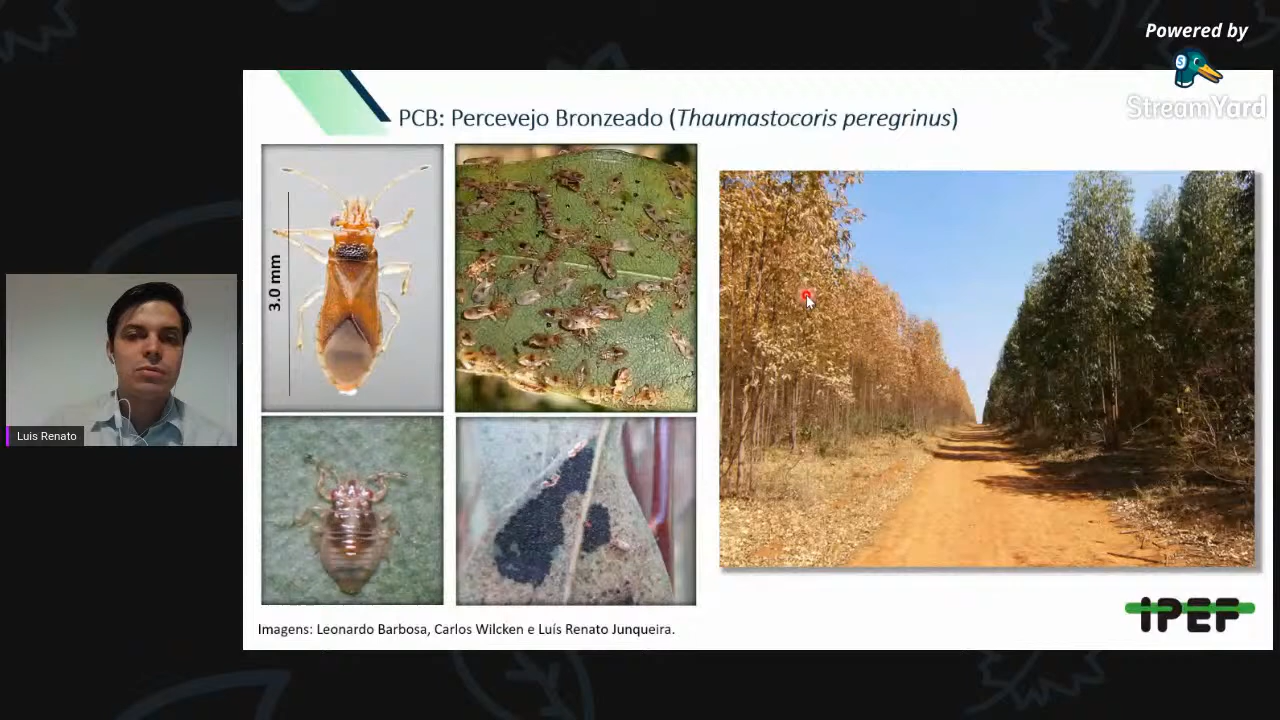 Powered by
StreamYard
PCB: Percevejo Bronzeado (Thaumastocoris peregrinus)
3.0 mm
Luis Renato
Imagens: Leonardo Barbosa, Carlos Wilcken e Luís Renato Junqueira.
IPEF